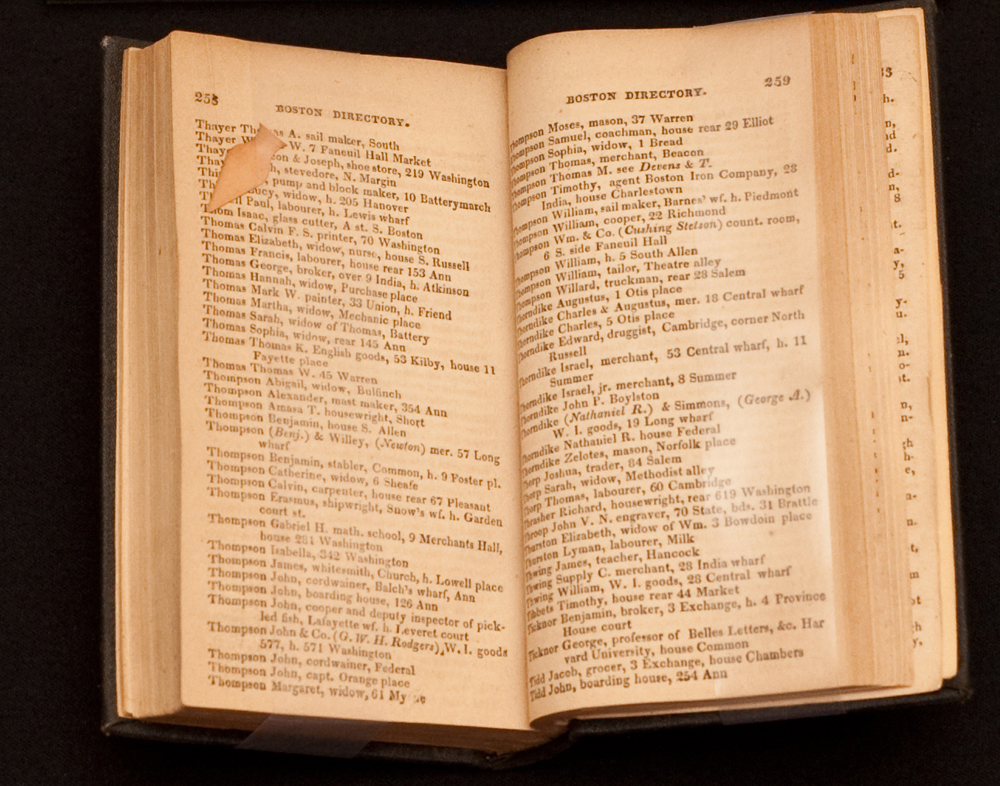 258
BOSTON DIRECTORY.
Thayer A. sail maker, South
Thayer W. 7 Faneuil Hall Market
& Joseph, shoe store, 219 Washington
stevedore, N. Margin
pump and block maker, 10 Batterymarch
widow, h. 205 Hanover
Paul, labourer, h. Lewis wharf
Isaac, glass cutter, A st. S. Boston
Thomas Calvin F. S. printer, 70 Washington
Thomas Elizabeth, widow, nurse, house S. Russell
Thomas Francis, labourer, house rear 153 Ann
Thomas George, broker, over 9 India, h. Atkinson
Thomas Hannah, widow, Purchase place
Thomas Mark W. painter, 33 Union, h. Friend
Thomas Martha, widow, Mechanic place
Thomas Sarah, widow of Thomas, Battery
Thomas Sophia, widow, rear 145 Ann
Thomas Thomas K. English goods, 53 Kilby, house 11
Fayette place
Thomas Thomas W. 45 Warren
Thompson Abigail, widow, Bulfinch
Thompson Alexander, mast maker, 354 Ann
Thompson Amasa T. housewright, Short
Thompson Benjamin, house S. Allen
Thompson (Benj.) & Willey, (Newton) mer. 57 Long
wharf
Thompson Benjamin, stabler, Common, h. 9 Foster pl.
Thompson Catherine, widow, 6 Sheafe
Thompson Calvin, carpenter, house rear 67 Pleasant
Thompson Erasmus, shipwright, Snow's wf. h. Garden
court st.
Thompson Gabriel H. math. school, 9 Merchants Hall,
house 281 Washington
Thompson Isabella, 342 Washington
Thompson James, whitesmith, Church, h. Lowell place
Thompson John, cordwainer, Balch's wharf, Ann
Thompson John, boarding house, 126 Ann
Thompson John, cooper and deputy inspector of pick-
led fish, Lafayette wf. h. Leveret court
Thompson John & Co. (G. W. H. Rodgers), W. I. goods
577, h. 571 Washington
Thompson John, cordwainer, Federal
Thompson John, capt. Orange place
Thompson Margaret, widow, 61
259
BOSTON DIRECTORY.
Thompson Moses, mason, 37 Warren
Thompson Samuel, coachman, house rear 29 Elliot
Thompson Sophia, widow, 1 Bread
Thompson Thomas, merchant, Beacon
Thompson Thomas M. see Devens & T.
Thompson Timothy, agent Boston Iron Company, 28
India, house Charlestown
Thompson William, sail maker, Barnes' wf. h. Piedmont
Thompson William, cooper, 22 Richmond
Thompson Wm. & Co. (Cushing Stetson) count. room,
6 S. side Faneuil Hall
Thompson William, h. 5 South Allen
Thompson William, tailor, Theatre alley
Thompson Willard, truckman, rear 28 Salem
Thorndike Augustus, 1 Otis place
Thorndike Charles & Augustus, mer. 18 Central wharf
Thorndike Charles, 5 Otis place
Thorndike Edward, druggist, Cambridge, corner North
Russell
Thorndike Israel, merchant, 53 Central wharf, h. 11
Summer
Thorndike Israel, jr. merchant, 8 Summer
Thorndike John P. Boylston
Thorndike (Nathaniel R.) & Simmons, (George A.)
W. I. goods, 19 Long wharf
Thorndike Nathaniel R. house Federal
Thorndike Zelotes, mason, Norfolk place
Thorp Joshua, trader, 84 Salem
Thorp Sarah, widow, Methodist alley
Thorp Thomas, labourer, 60 Cambridge
Thrasher Richard, housewright, rear 619 Washington
Throop John V. N. engraver, 70 State, bds. 31 Brattle
Thurston Elizabeth, widow of Wm. 3 Bowdoin place
Thurston Lyman, labourer, Milk
Thwing James, teacher, Hancock
Thwing Supply C. merchant, 28 India wharf
Thwing William, W. I. goods, 28 Central wharf
Tibbets Timothy, house rear 44 Market
Ticknor Benjamin, broker, 3 Exchange, h. 4 Province
House court
Ticknor George, professor of Belles Letters, &c. Har
vard University, house Common
Tidd Jacob, grocer, 3 Exchange, house Chambers
Tidd John, boarding house, 254 Ann